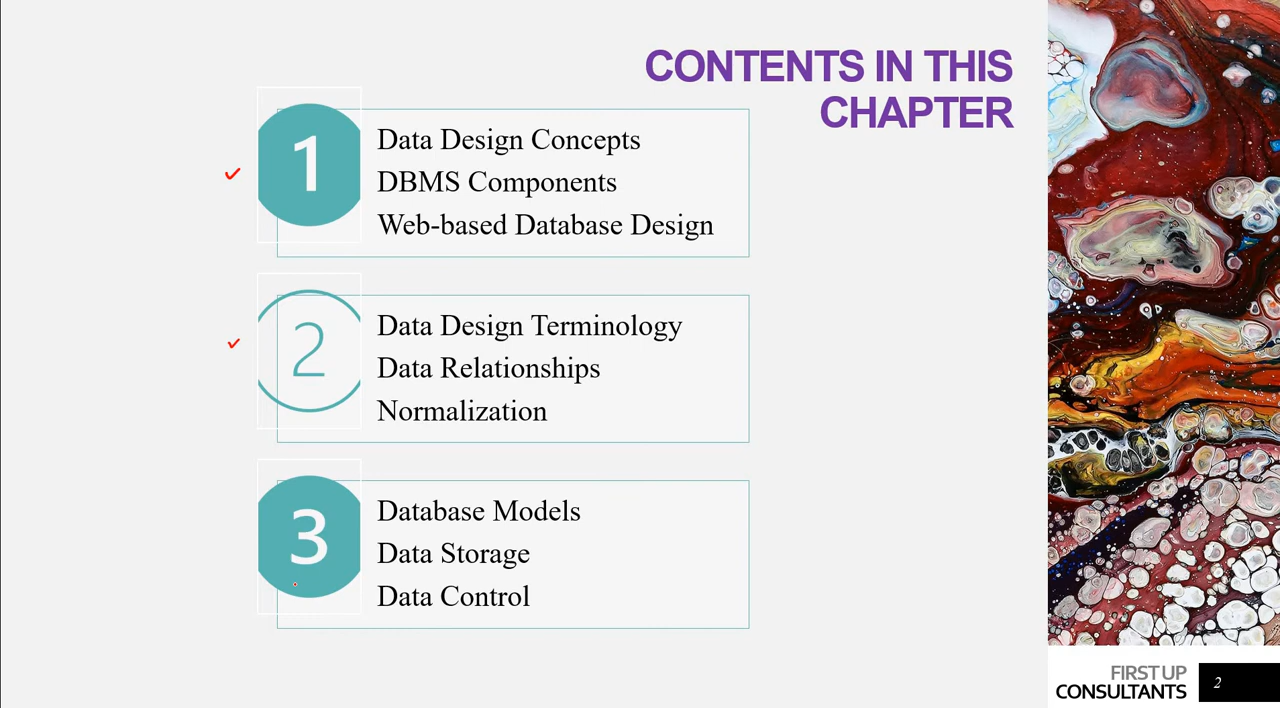 CONTENTS IN THIS
CHAPTER
1
Data Design Concepts
DBMS Components
Web-based Database Design
2
Data Design Terminology
Data Relationships
Normalization
3
Database Models
Data Storage
Data Control
FIRST UP
CONSULTANTS
2